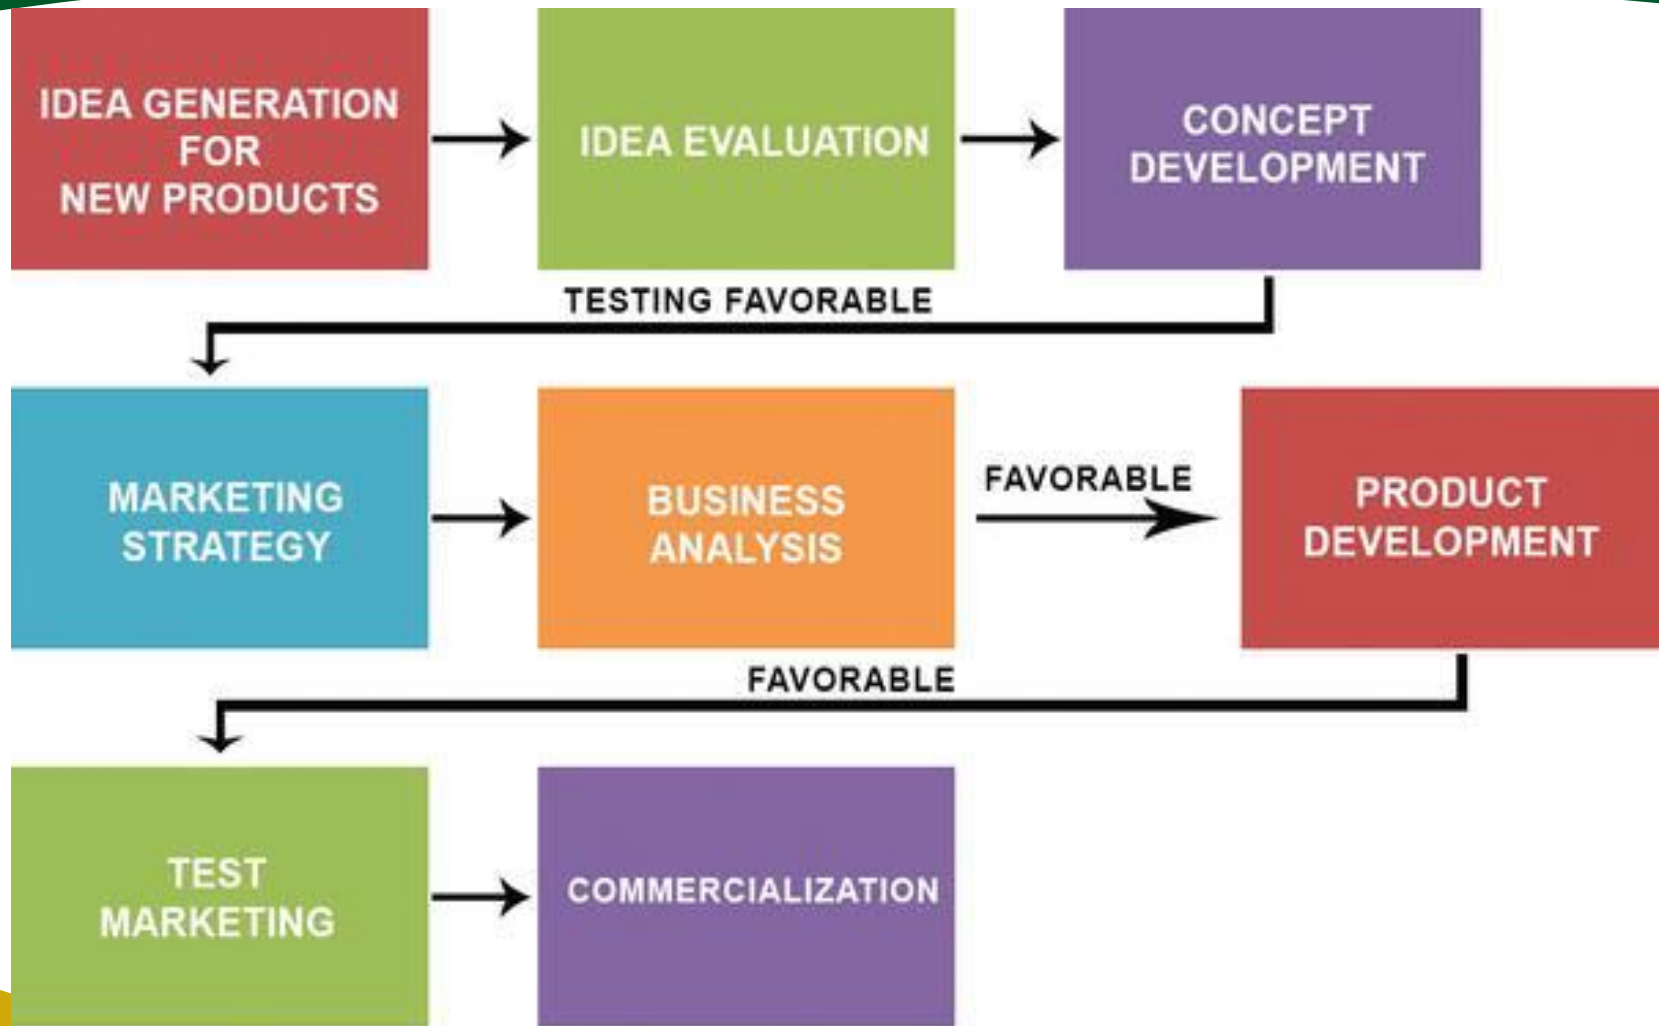 IDEA GENERATION
FOR
NEW PRODUCTS
IDEA EVALUATION
CONCEPT
DEVELOPMENT
TESTING FAVORABLE
MARKETING
STRATEGY
BUSINESS
ANALYSIS
FAVORABLE
PRODUCT
DEVELOPMENT
FAVORABLE
TEST
MARKETING
COMMERCIALIZATION